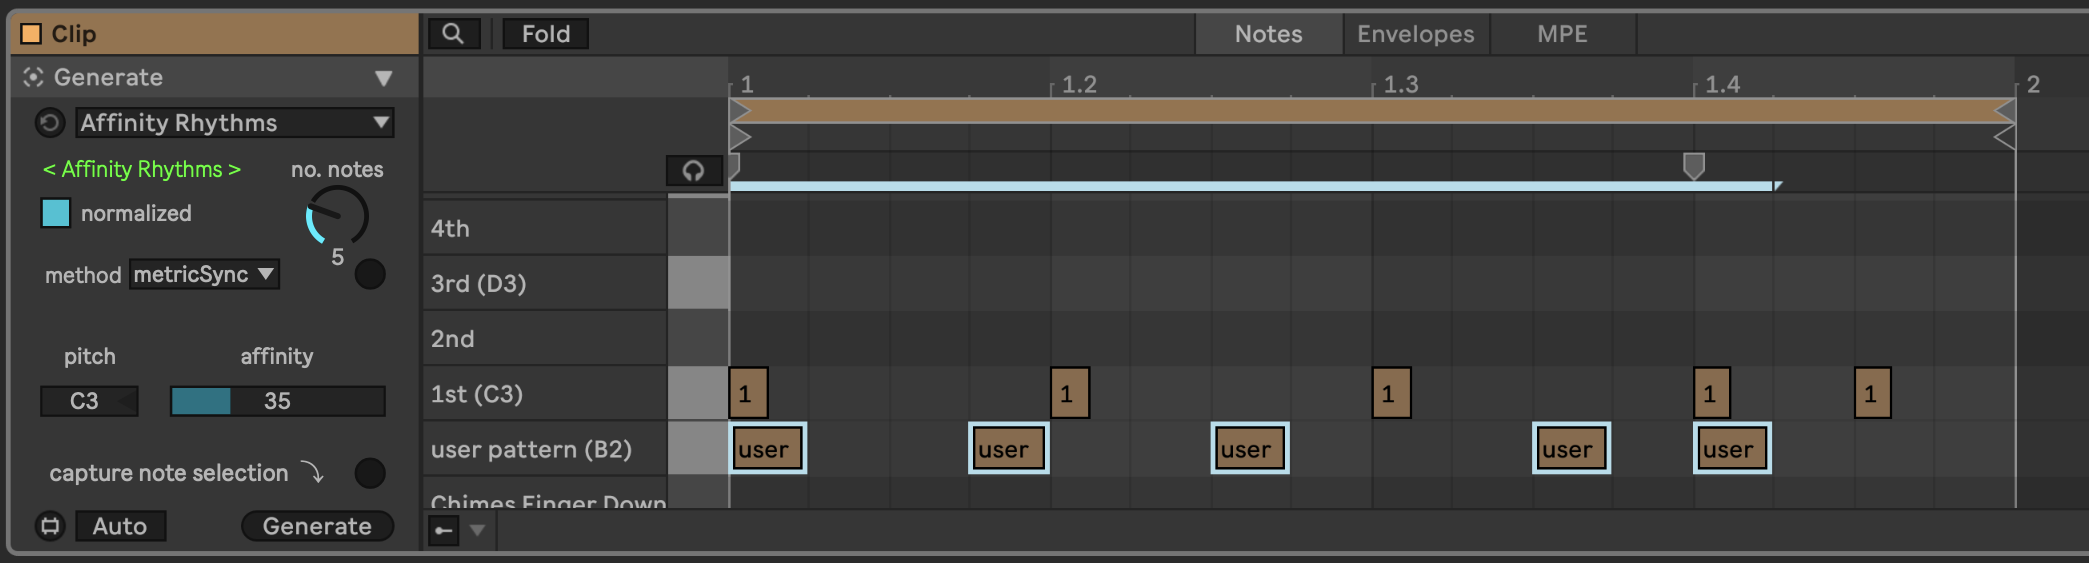 Clip
Fold
Notes
Envelopes
MPE
Generate
1
1.2
1.3
1.4
2
Affinity Rhythms
< Affinity Rhythms >
no. notes
normalized
5
method metricSync
pitch
affinity
C3
35
capture note selection
Auto
Generate
4th
3rd (D3)
2nd
1st (C3)
1 1 1 1 1
user pattern (B2)
user user user user user
Chimes Finger Down